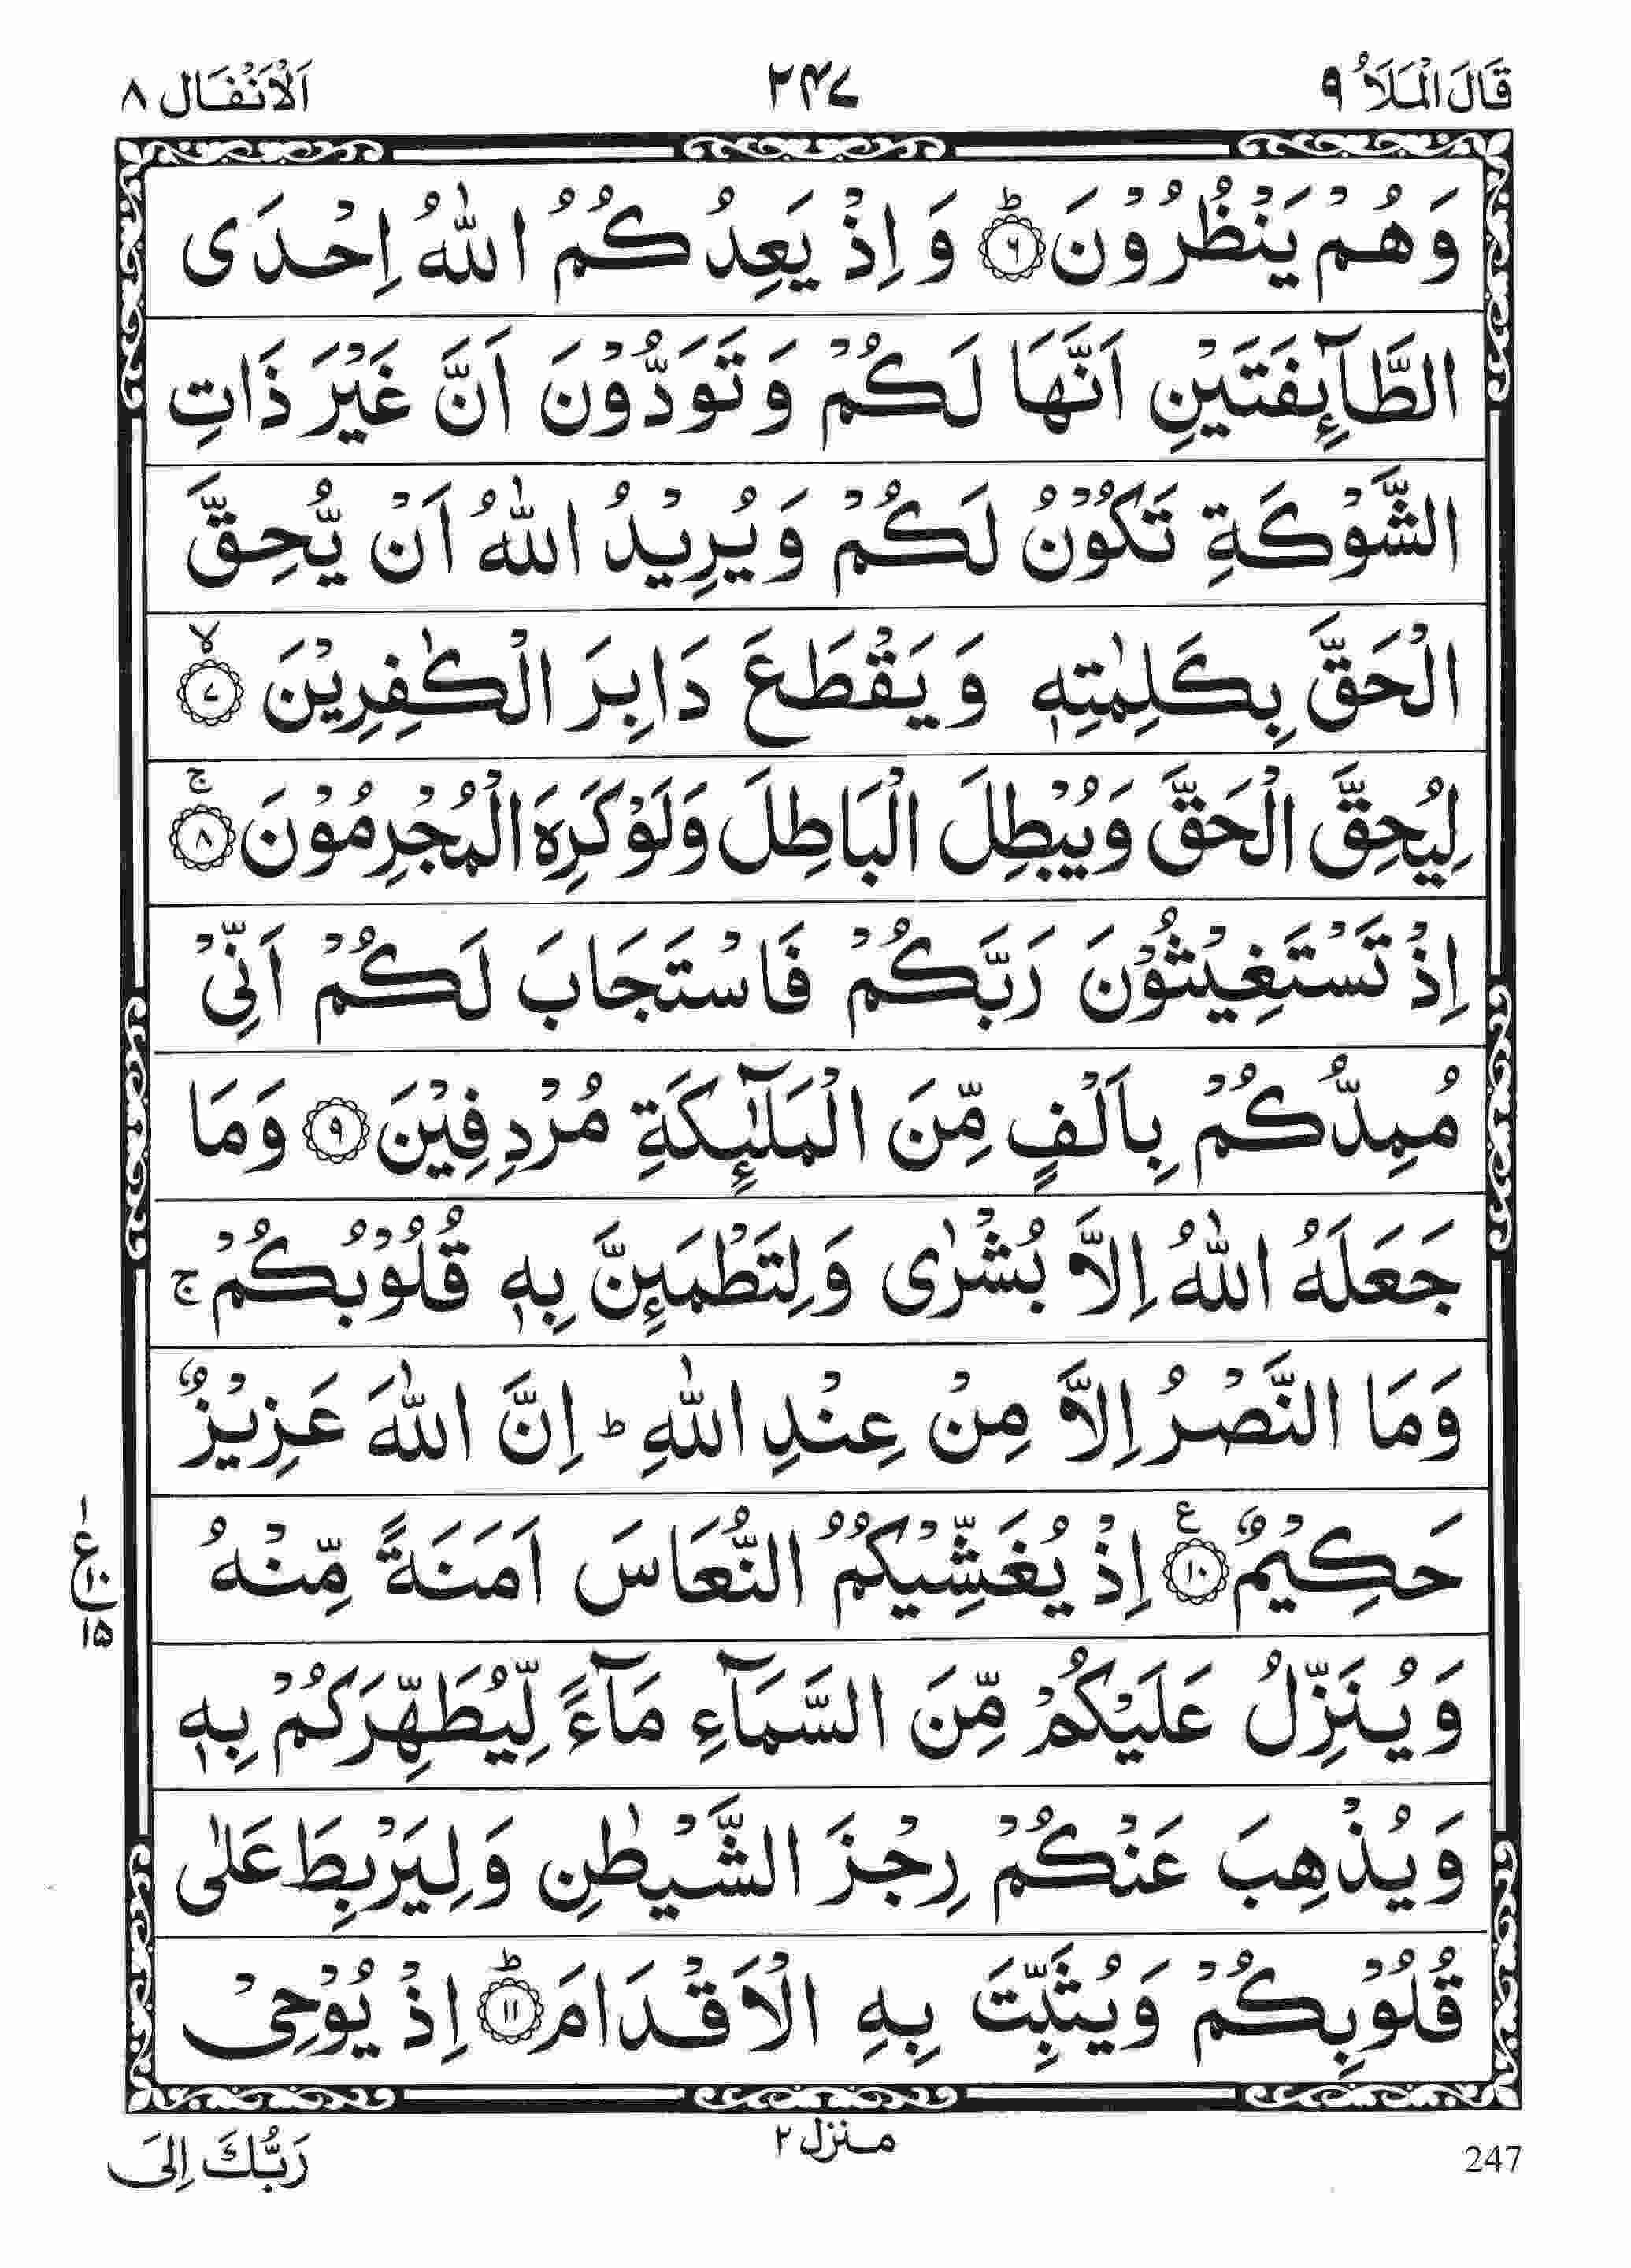 قَالَ الْمَلَاُ ٩
٢٤٧
اَلْاَنْفَال ٨
وَهُمْ يَنْظُرُوْنَ ؕ‏ ٦ وَ اِذْ يَعِدُكُمُ اللّٰهُ اِحْدَى
الطَّآئِفَتَيْنِ اَنَّهَا لَكُمْ وَ تَوَدُّوْنَ اَنَّ غَيْرَ ذَاتِ
الشَّوْكَةِ تَكُوْنُ لَكُمْ وَيُرِيْدُ اللّٰهُ اَنْ يُّحِقَّ
الْحَقَّ بِكَلِمٰتِهٖ وَ يَقْطَعَ دَابِرَ الْكٰفِرِيْنَ ۙ ٧
لِيُحِقَّ الْحَقَّ وَيُبْطِلَ الْبَاطِلَ وَلَوْ كَرِهَ الْمُجْرِمُوْنَ ۚ ٨
اِذْ تَسْتَغِيْثُوْنَ رَبَّكُمْ فَاسْتَجَابَ لَكُمْ اَنِّىْ
مُمِدُّكُمْ بِاَلْفٍ مِّنَ الْمَلٰٓئِكَةِ مُرْدِفِيْنَ ٩ وَمَا
جَعَلَهُ اللّٰهُ اِلَّا بُشْرٰى وَ لِتَطْمَئِنَّ بِهٖ قُلُوْبُكُمْ ۚ
وَمَا النَّصْرُ اِلَّا مِنْ عِنْدِ اللّٰهِ ؕ اِنَّ اللّٰهَ عَزِيْزٌ
حَكِيْمٌ ١٠ ع اِذْ يُغَشِّيْكُمُ النُّعَاسَ اَمَنَةً مِّنْهُ
١ ع ١٠ ١٥
وَ يُنَزِّلُ عَلَيْكُمْ مِّنَ السَّمَآءِ مَآءً لِّيُطَهِّرَكُمْ بِهٖ
وَ يُذْهِبَ عَنْكُمْ رِجْزَ الشَّيْطٰنِ وَ لِيَرْبِطَ عَلٰى
قُلُوْبِكُمْ وَ يُثَبِّتَ بِهِ الْاَقْدَامَ ؕ ١١ اِذْ يُوْحِىْ
رَبُّكَ اِلَى
منزل ٢
247